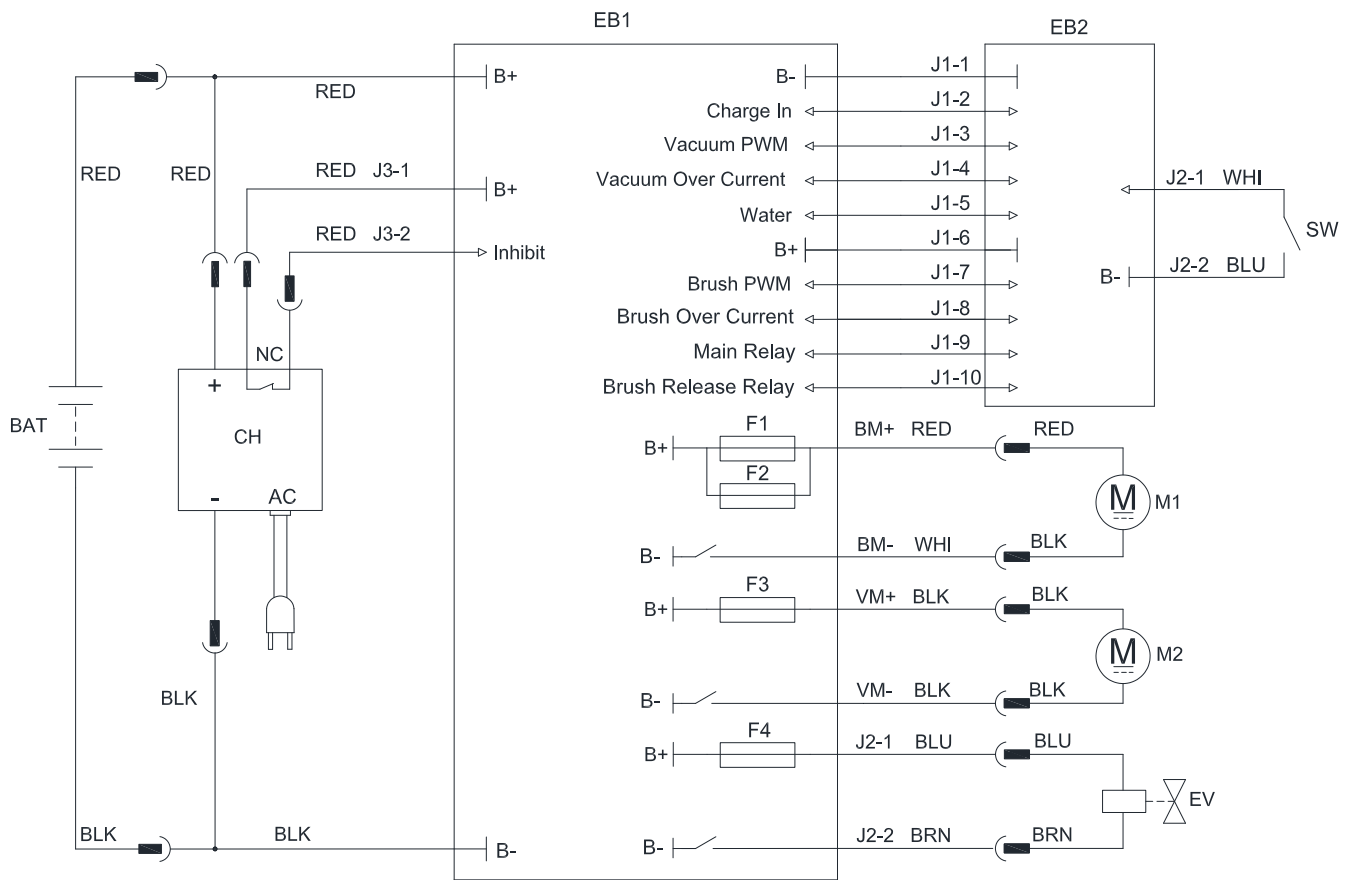 EB1
EB2
RED
B+
B-
J1-1
Charge In
J1-2
Vacuum PWM
J1-3
RED
RED
RED J3-1
B+
Vacuum Over Current
J1-4
J2-1 WHI
Water
J1-5
SW
RED J3-2
Inhibit
B+
J1-6
B-
J2-2 BLU
Brush PWM
J1-7
Brush Over Current
J1-8
NC
Main Relay
J1-9
+
Brush Release Relay
J1-10
BAT
CH
F1
B+
BM+ RED
RED
F2
-
AC
M
M1
B-
BM- WHI
BLK
F3
B+
VM+ BLK
BLK
M
M2
BLK
B-
VM- BLK
BLK
F4
B+
J2-1 BLU
BLU
EV
BLK
BLK
B-
B-
J2-2 BRN
BRN